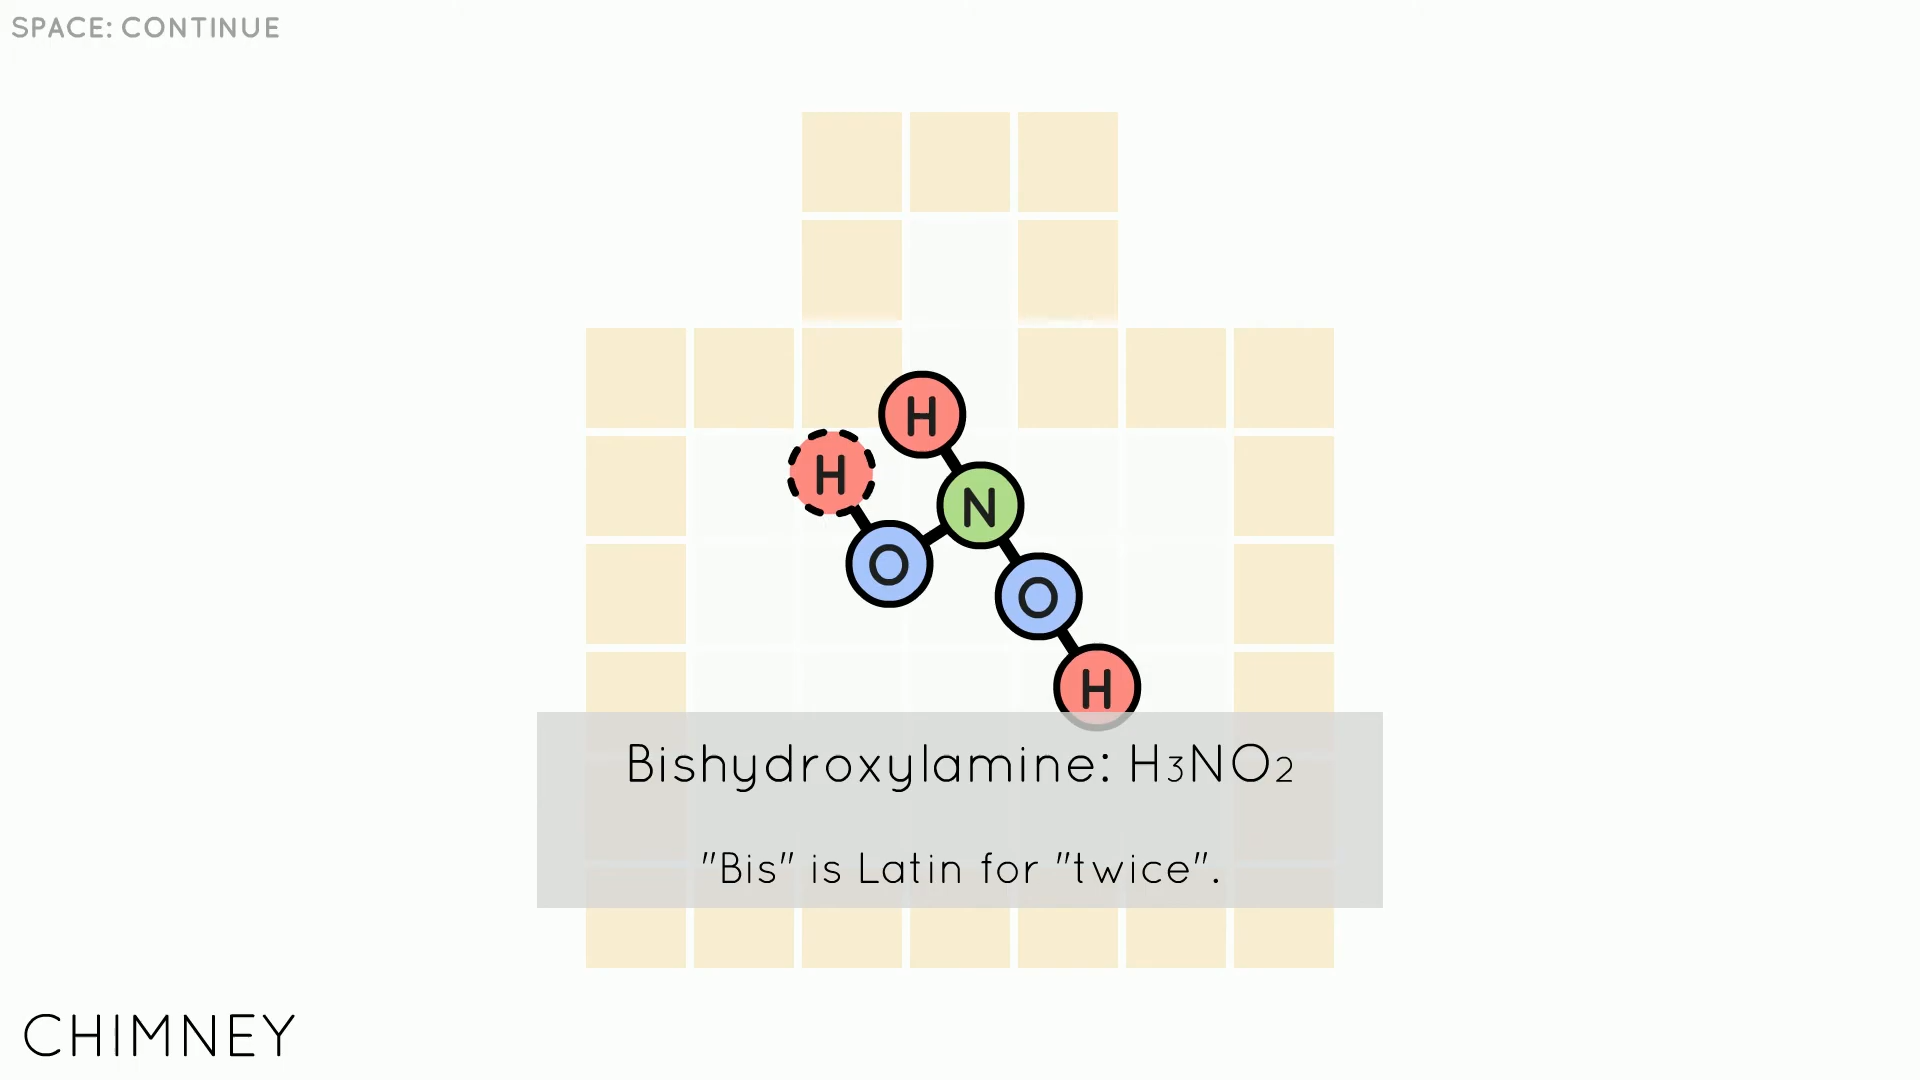 SPACE: CONTINUE
H
H
N
O
O
H
Bishydroxylamine: H₃NO₂
"Bis" is Latin for "twice".
CHIMNEY